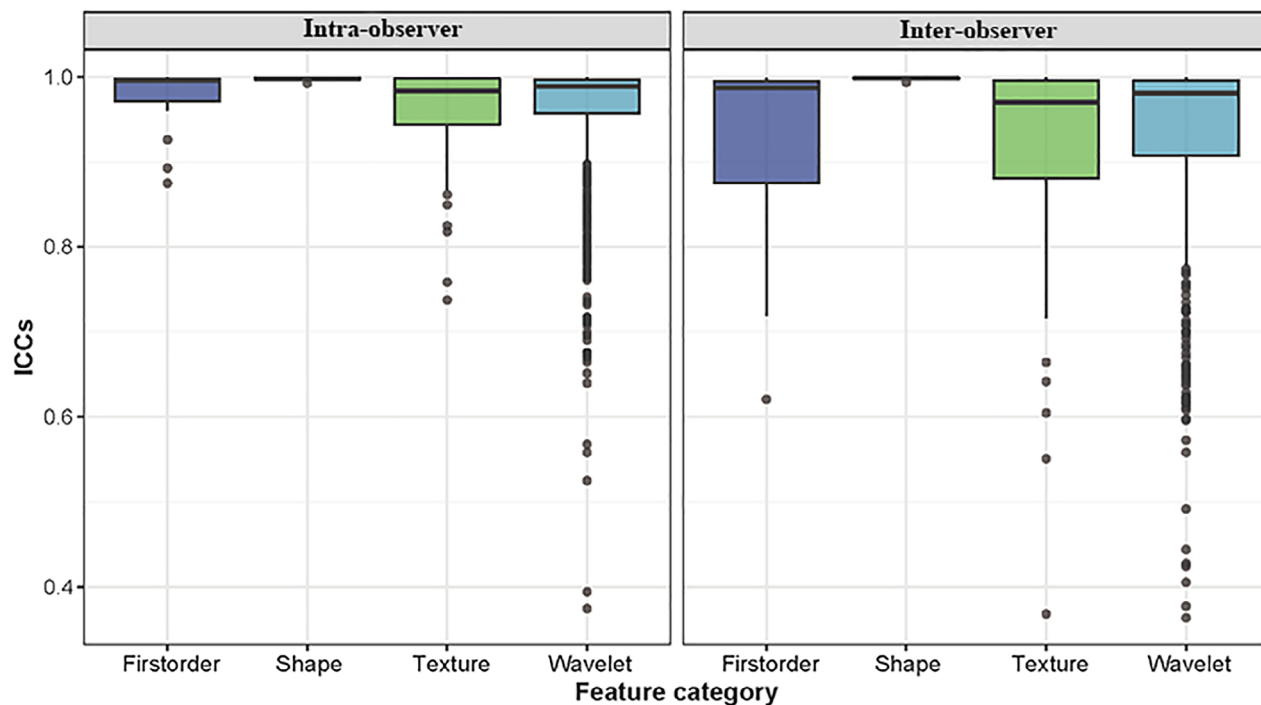 Intra-observer Inter-observer
1.0
0.8
0.6
0.4
ICCs
Firstorder Shape Texture Wavelet Firstorder Shape Texture Wavelet
Feature category